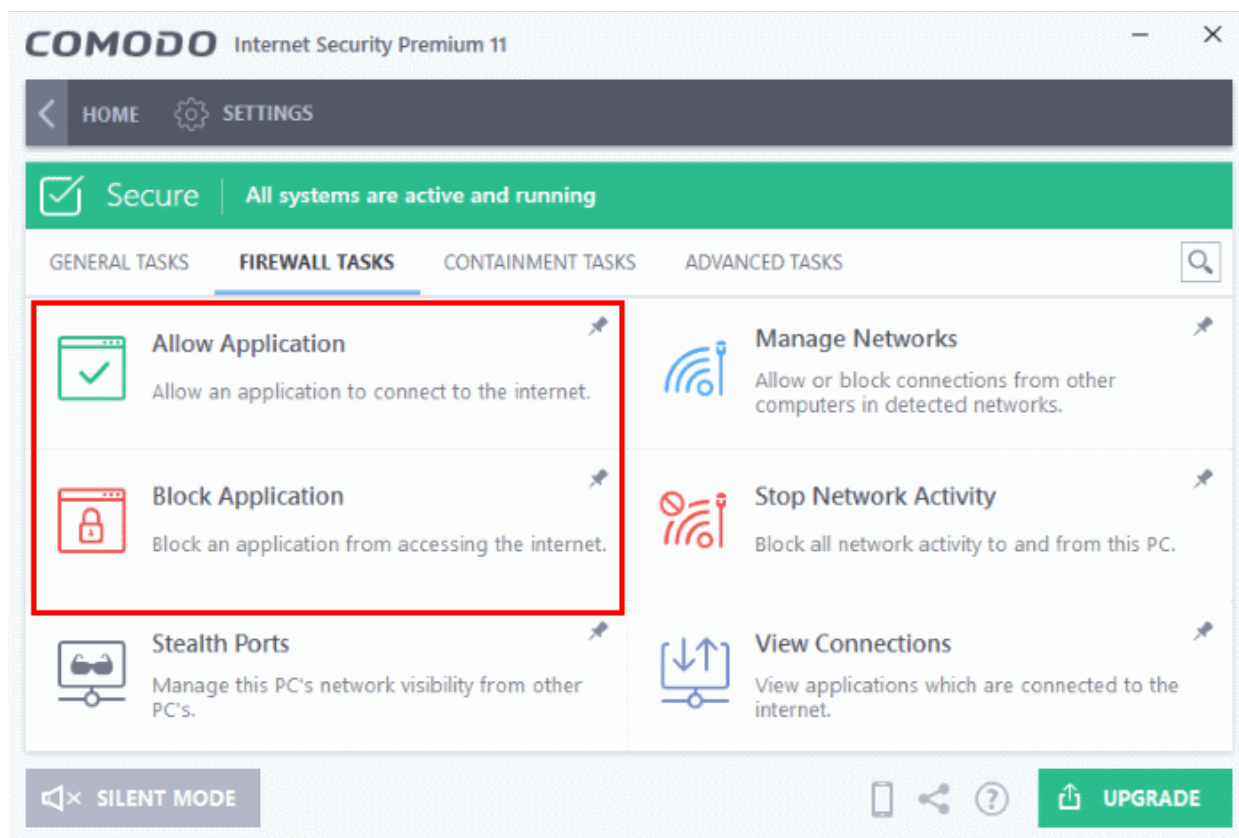 COMODO Internet Security Premium 11
HOME SETTINGS
Secure All systems are active and running
GENERAL TASKS FIREWALL TASKS CONTAINMENT TASKS ADVANCED TASKS
Allow Application
Allow an application to connect to the internet.
Manage Networks
Allow or block connections from other
computers in detected networks.
Block Application
Block an application from accessing the internet.
Stop Network Activity
Block all network activity to and from this PC.
Stealth Ports
Manage this PC's network visibility from other
PC's.
View Connections
View applications which are connected to the
internet.
SILENT MODE
? UPGRADE